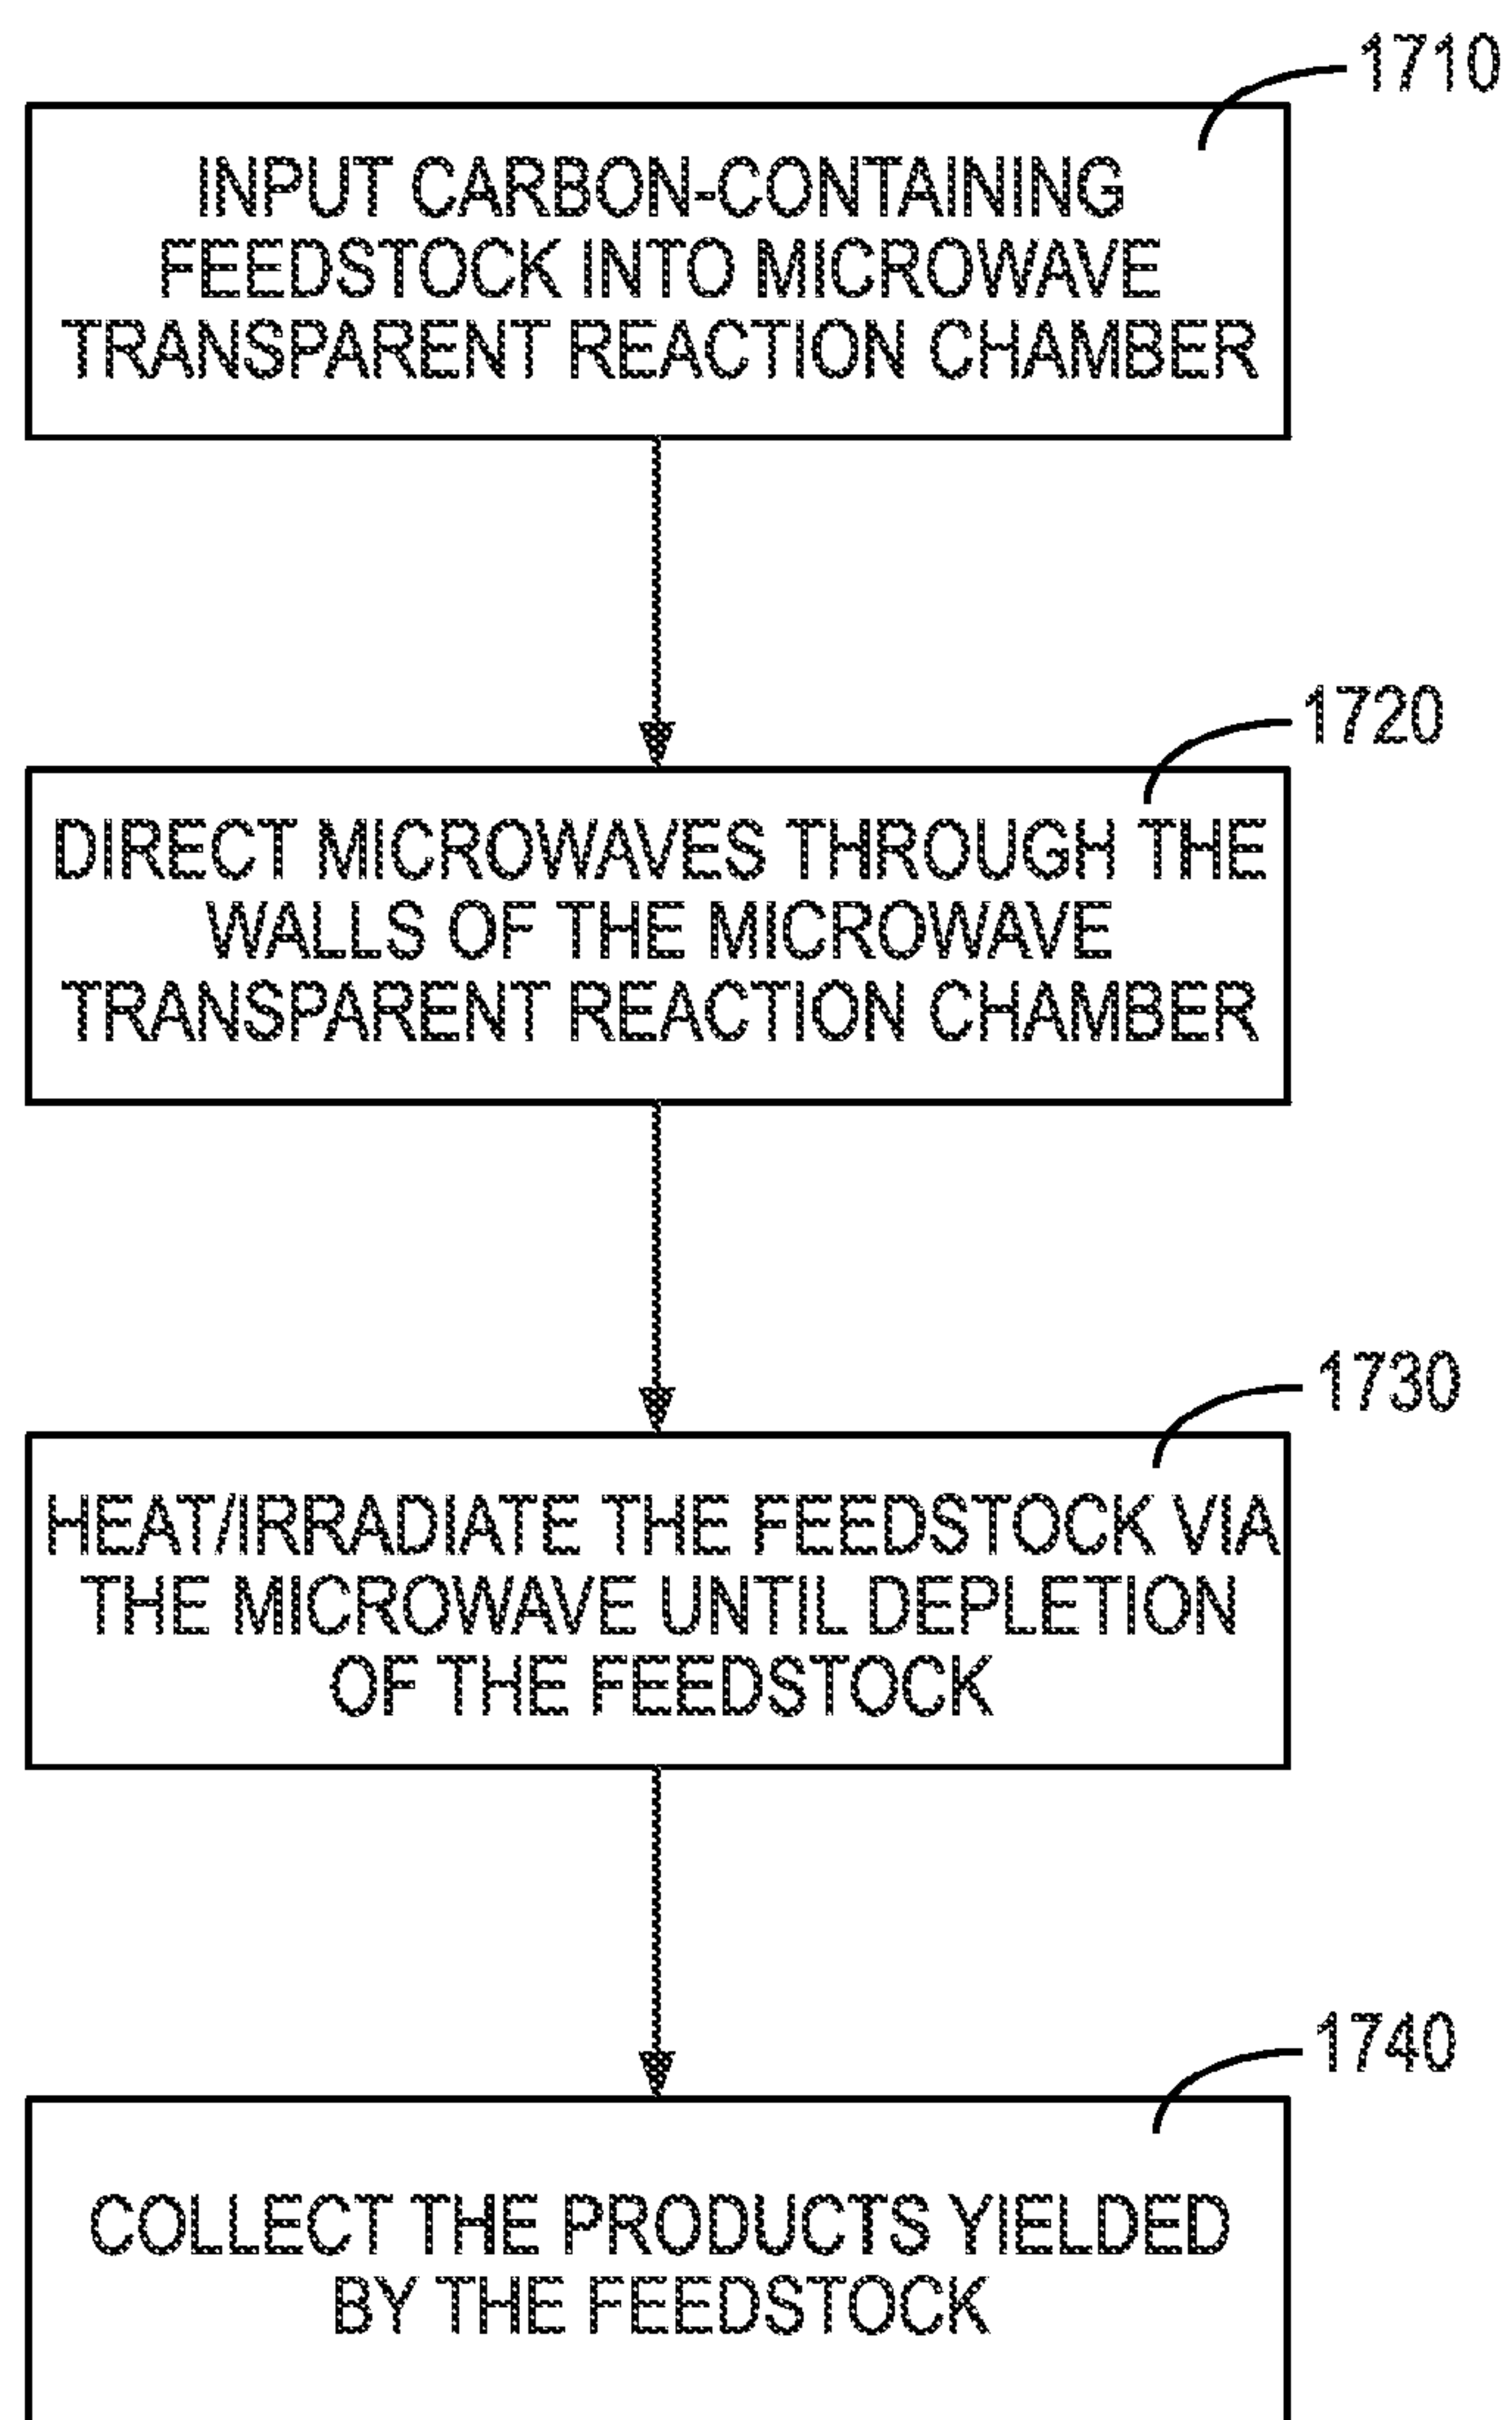 1710
INPUT CARBON-CONTAINING
FEEDSTOCK INTO MICROWAVE
TRANSPARENT REACTION CHAMBER
1720
DIRECT MICROWAVES THROUGH THE
WALLS OF THE MICROWAVE
TRANSPARENT REACTION CHAMBER
1730
HEAT/IRRADIATE THE FEEDSTOCK VIA
THE MICROWAVE UNTIL DEPLETION
OF THE FEEDSTOCK
1740
COLLECT THE PRODUCTS YIELDED
BY THE FEEDSTOCK